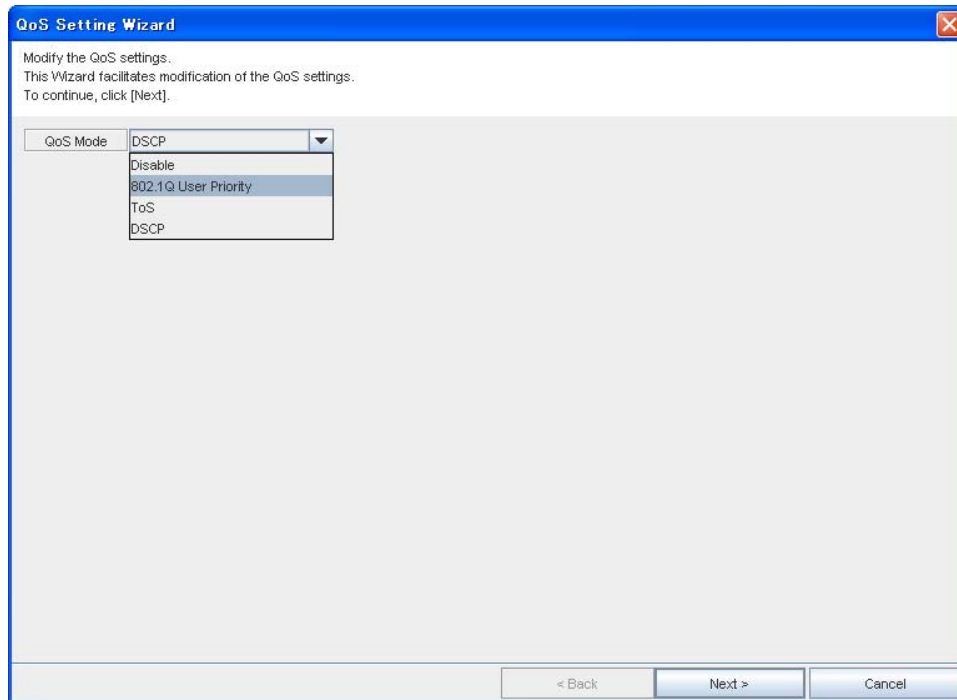 QoS Setting Wizard
Modify the QoS settings.
This Wizard facilitates modification of the QoS settings.
To continue, click [Next].
QoS Mode DSCP
Disable
802.1Q User Priority
ToS
DSCP
< Back Next > Cancel